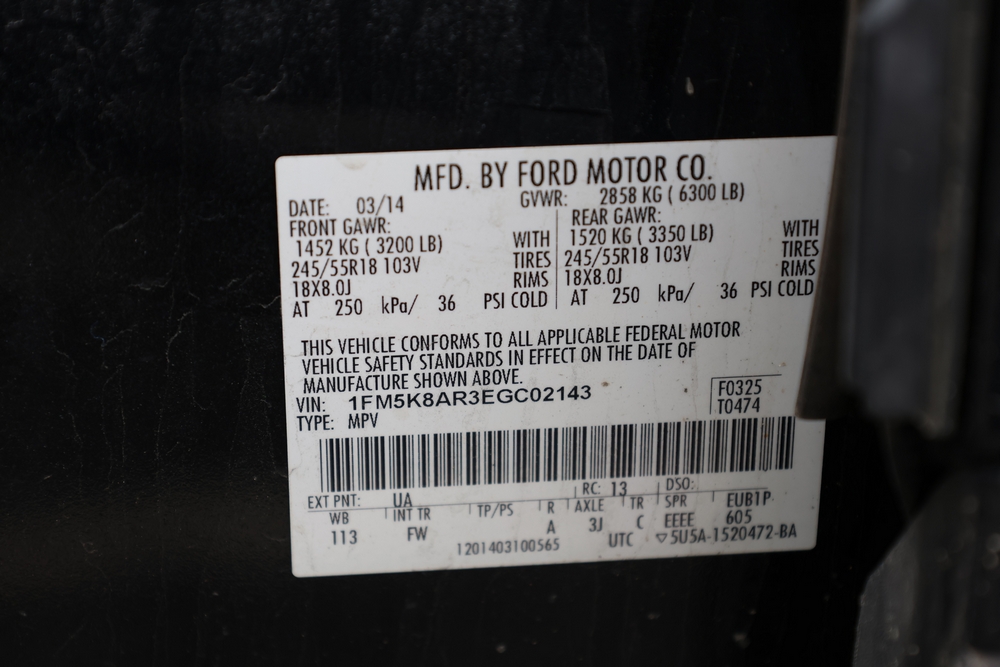 MFD. BY FORD MOTOR CO.
DATE: 03/14 GVWR: 2858 KG ( 6300 LB)
FRONT GAWR: REAR GAWR:
1452 KG ( 3200 LB) WITH 1520 KG ( 3350 LB) WITH
245/55R18 103V TIRES 245/55R18 103V TIRES
18X8.0J RIMS 18X8.0J RIMS
AT 250 kPa/ 36 PSI COLD AT 250 kPa/ 36 PSI COLD
THIS VEHICLE CONFORMS TO ALL APPLICABLE FEDERAL MOTOR
VEHICLE SAFETY STANDARDS IN EFFECT ON THE DATE OF
MANUFACTURE SHOWN ABOVE.
VIN: 1FM5K8AR3EGC02143 F0325
TYPE: MPV T0474
EXT PNT: UA RC: 13 DSO:
WB INT TR TP/PS R AXLE TR SPR EUB1P
113 FW A 3J C EEEE 605
1201403100565 UTC ▽5U5A-1520472-BA